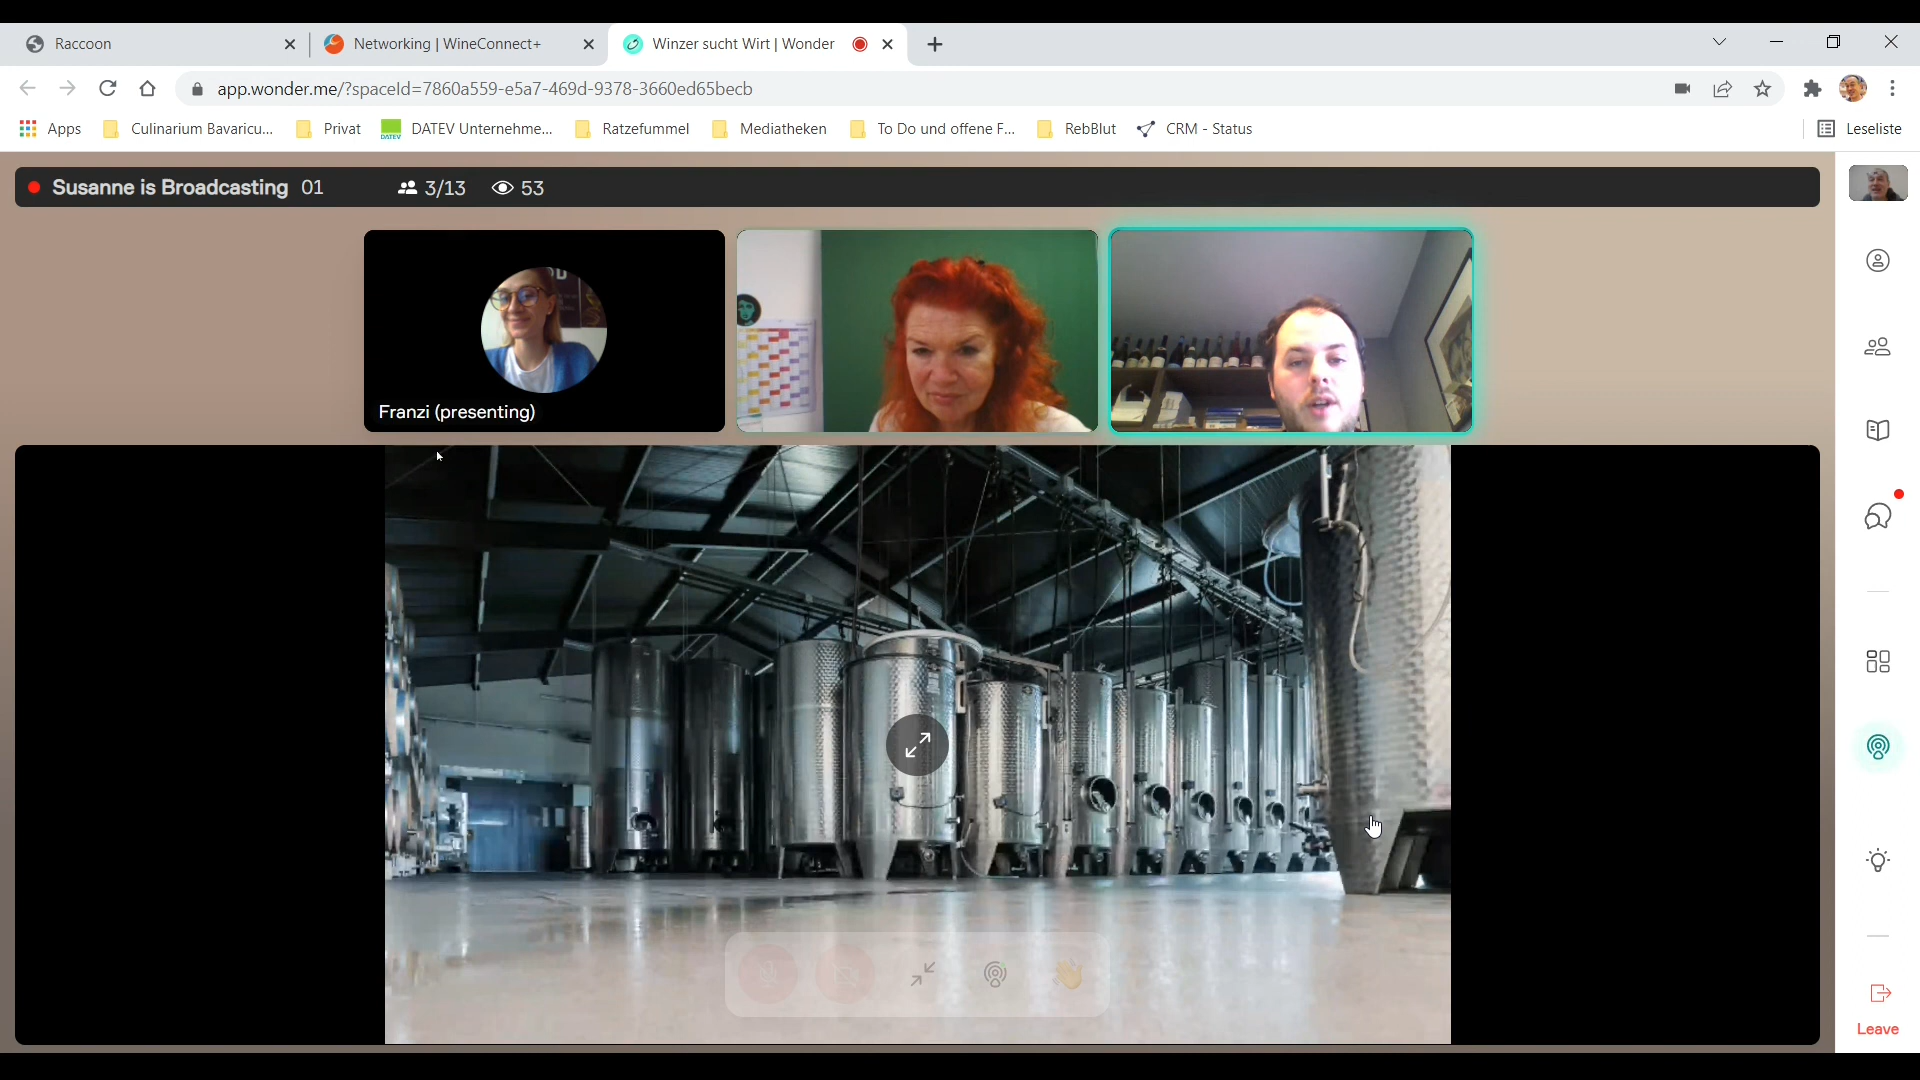 Raccoon
Networking | WineConnect+
Winzer sucht Wirt | Wonder
app.wonder.me/?spaceId=7860a559-e5a7-469d-9378-3660ed65becb
Apps
Culinarium Bavaricu...
Privat
DATEV
DATEV Unternehme...
Ratzefummel
Mediatheken
To Do und offene F...
RebBlut
CRM - Status
Leseliste
Susanne is Broadcasting 01
3/13
53
Franzi (presenting)
Leave